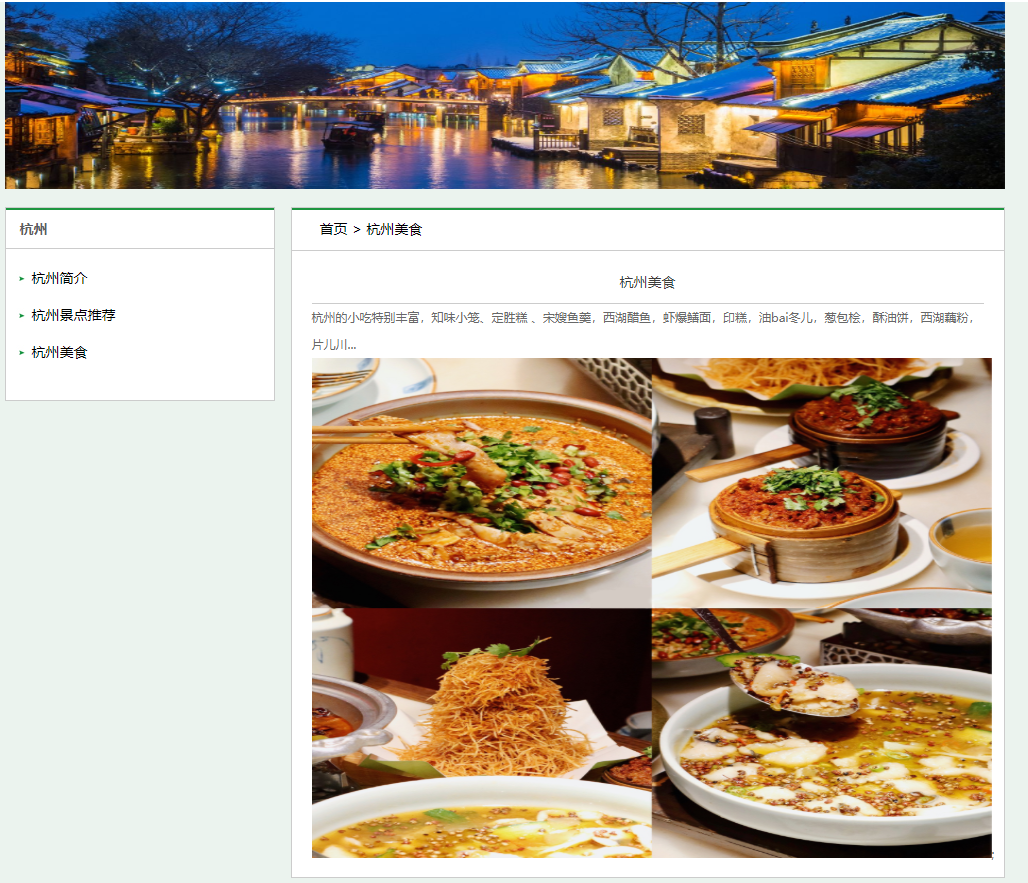 杭州
杭州简介
杭州景点推荐
杭州美食
首页 > 杭州美食
杭州美食
杭州的小吃特别丰富，知味小笼、定胜糕 、宋嫂鱼羹，西湖醋鱼，虾爆鳝面，印糕，油bai冬儿，葱包桧，酥油饼，西湖藕粉，
片儿川...